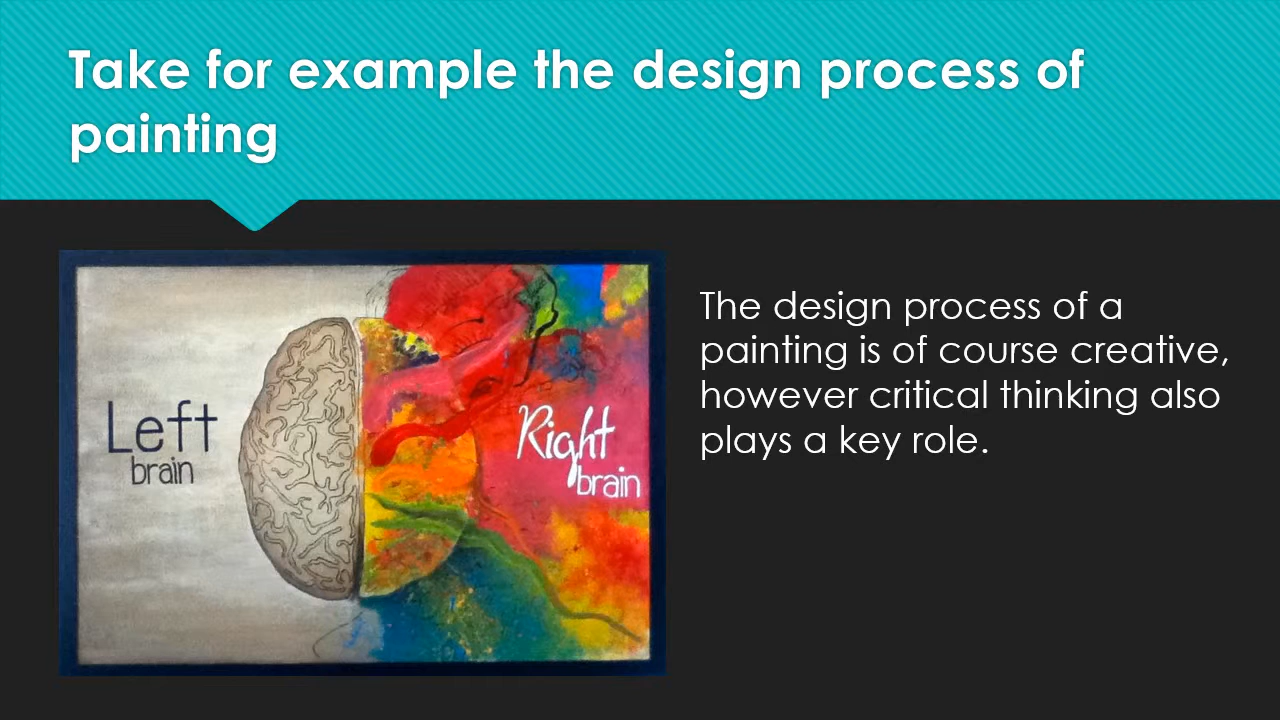 Take for example the design process of
painting
Left
brain
Right
brain
The design process of a
painting is of course creative,
however critical thinking also
plays a key role.